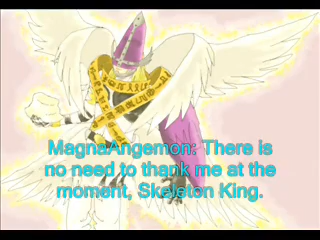 MagnaAngemon: There is
no need to thank me at the
moment, Skeleton King.